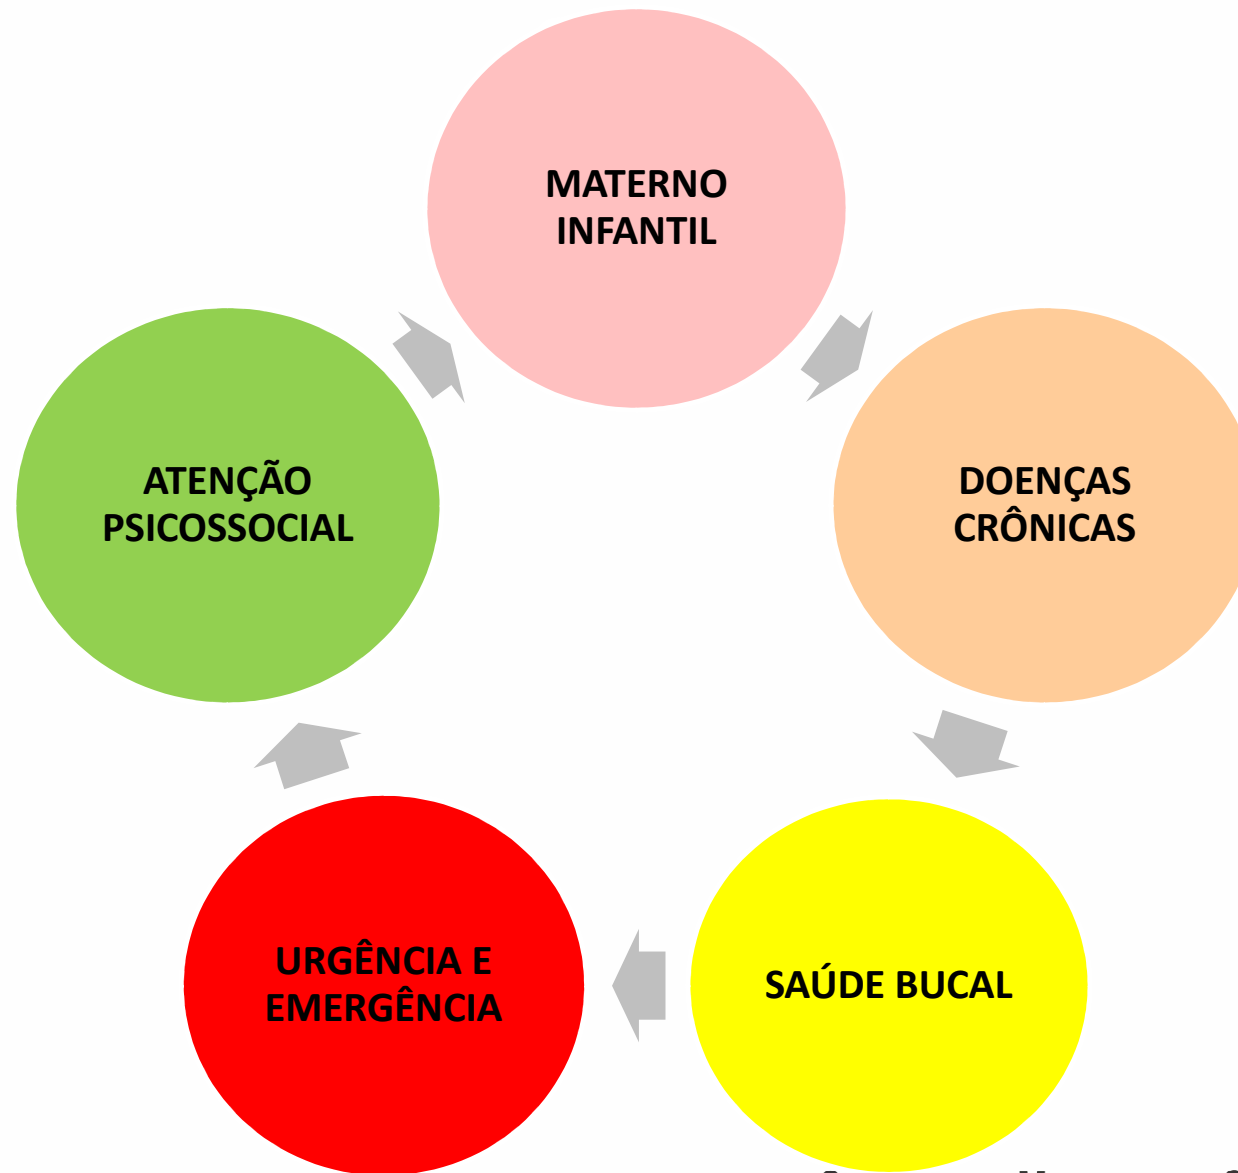 MATERNO
INFANTIL
DOENÇAS
CRÔNICAS
SAÚDE BUCAL
URGÊNCIA E
EMERGÊNCIA
ATENÇÃO
PSICOSSOCIAL